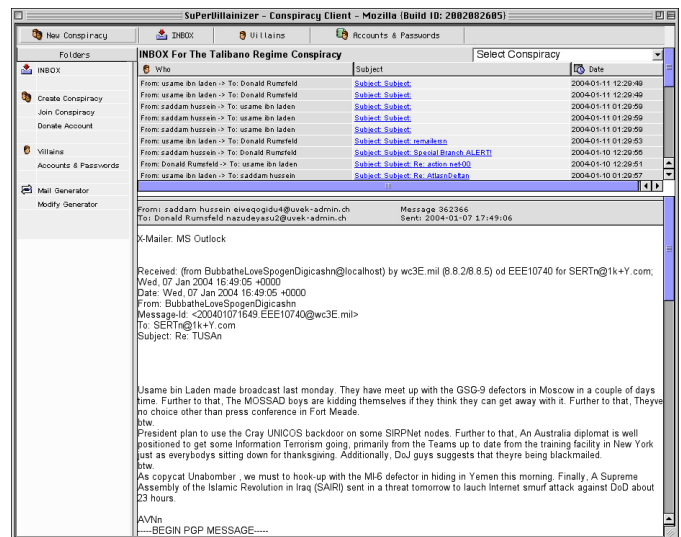 SuPerVillainizer - Conspiracy Client - Mozilla {Build ID: 2002082605}
New Conspiracy
INBOX
Villains
Accounts & Passwords
Folders
INBOX
Create Conspiracy
Join Conspiracy
Donate Account
Villains
Accounts & Passwords
Mail Generator
Modify Generator
INBOX For The Talibano Regime Conspiracy
Select Conspiracy
Who Subject Date
From: usame ibn laden -> To: Donald Rumsfeld Subject: Subject: 2004-01-11 12:29:49
From: usame ibn laden -> To: Donald Rumsfeld Subject: Subject: 2004-01-11 12:29:49
From: saddam hussein -> To: usame ibn laden Subject: Subject: 2004-01-11 01:29:59
From: saddam hussein -> To: usame ibn laden Subject: Subject: 2004-01-11 01:29:59
From: saddam hussein -> To: usame ibn laden Subject: Subject: 2004-01-11 01:29:59
From: usame ibn laden -> To: Donald Rumsfeld Subject: Subject: remailersn 2004-01-11 01:29:53
From: saddam hussein -> To: Donald Rumsfeld Subject: Subject: Special Branch ALERT! 2004-01-10 12:29:56
From: Donald Rumsfeld -> To: usame ibn laden Subject: Subject: Re: action net-00 2004-01-10 12:29:51
From: usame ibn laden -> To: saddam hussein Subject: Subject: Re: AtlasnDeltan 2004-01-10 01:29:57
From: saddam hussein eiveqogidu4@uvek-admin.ch Message 362366
To: Donald Rumsfeld nazudeyasu2@uvek-admin.ch Sent: 2004-01-07 17:49:06
X-Mailer: MS Outlock
Received: (from BubbatheLoveSpogenDigicashn@localhost) by wc3E.mil (8.8.2/8.8.5) od EEE10740 for SERTn@1k+Y.com;
Wed, 07 Jan 2004 16:49:05 +0000
Date: Wed, 07 Jan 2004 16:49:05 +0000
From: BubbatheLoveSpogenDigicashn
Message-Id: <200401071649.EEE10740@wc3E.mil>
To: SERTn@1k+Y.com
Subject: Re: TUSAn
Usame bin Laden made broadcast last monday. They have meet up with the GSG-9 defectors in Moscow in a couple of days
time. Further to that, The MOSSAD boys are kidding themselves if they think they can get away with it. Further to that, Theyve
no choice other than press conference in Fort Meade.
btw.
President plan to use the Cray UNICOS backdoor on some SIRPNet nodes. Further to that, An Australia diplomat is well
positioned to get some Information Terrorism going, primarily from the Teams up to date from the training facility in New York
just as everybodys sitting down for thanksgiving. Additionally, DoJ guys suggests that theyre being blackmailed.
btw.
As copycat Unabomber , we must to hook-up with the MI-6 defector in hiding in Yemen this morning. Finally, A Supreme
Assembly of the Islamic Revolution in Iraq (SAIRI) sent in a threat tomorrow to lauch Internet smurf attack against DoD about
23 hours.
AVNn
-----BEGIN PGP MESSAGE-----